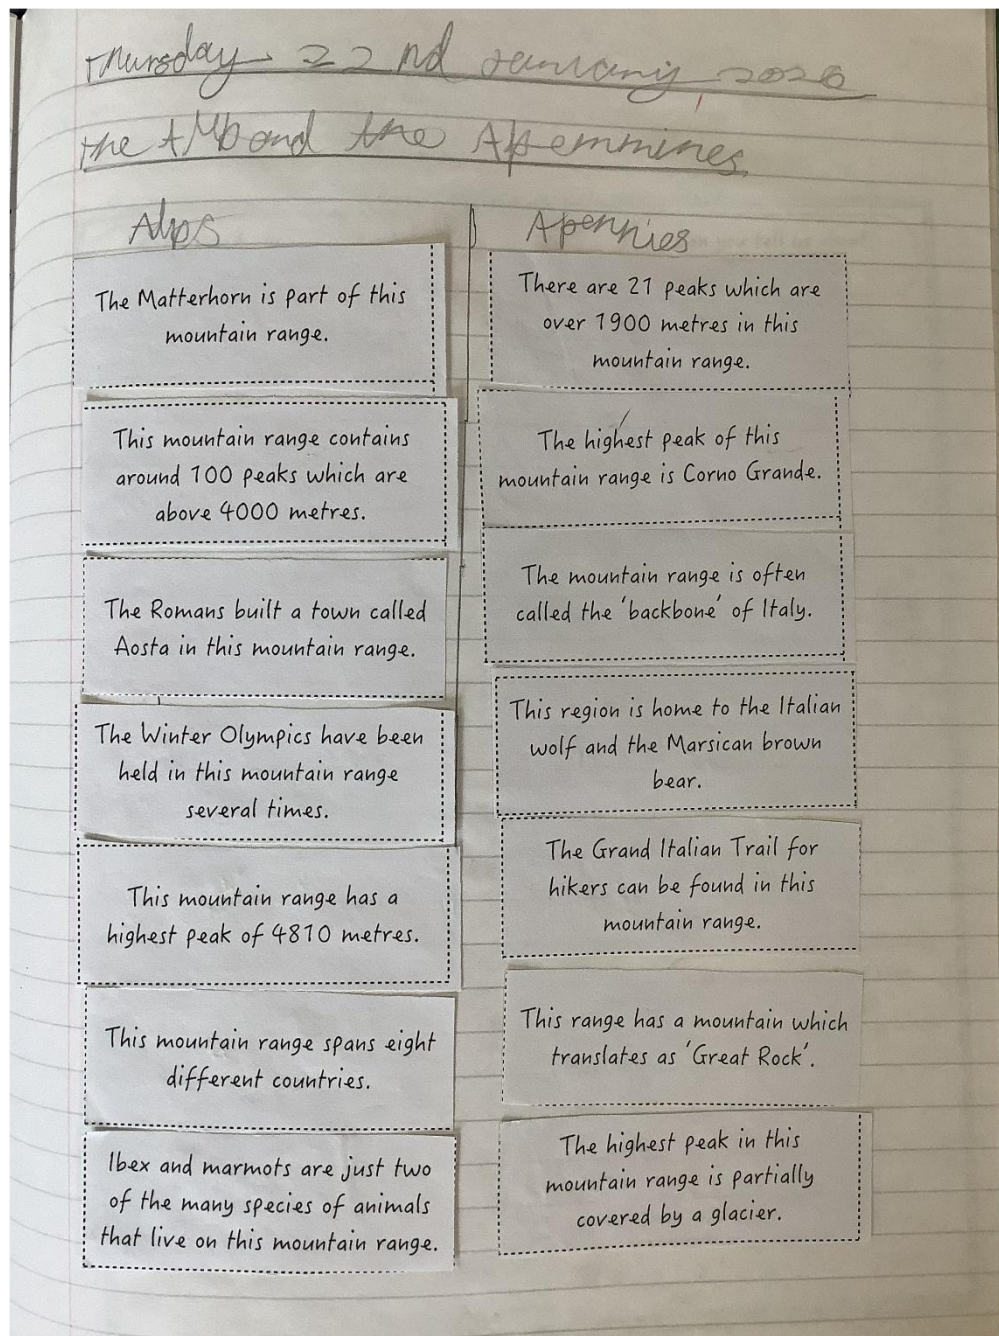 Thursday 22nd January, 2026
the Alps and the Apemmines.
Alps
The Matterhorn is part of this
mountain range.
This mountain range contains
around 100 peaks which are
above 4000 metres.
The Romans built a town called
Aosta in this mountain range.
The Winter Olympics have been
held in this mountain range
several times.
This mountain range has a
highest peak of 4810 metres.
This mountain range spans eight
different countries.
Ibex and marmots are just two
of the many species of animals
that live on this mountain range.
Apennies
There are 21 peaks which are
over 1900 metres in this
mountain range.
The highest peak of this
mountain range is Corno Grande.
The mountain range is often
called the 'backbone' of Italy.
This region is home to the Italian
wolf and the Marsican brown
bear.
The Grand Italian Trail for
hikers can be found in this
mountain range.
This range has a mountain which
translates as 'Great Rock'.
The highest peak in this
mountain range is partially
covered by a glacier.